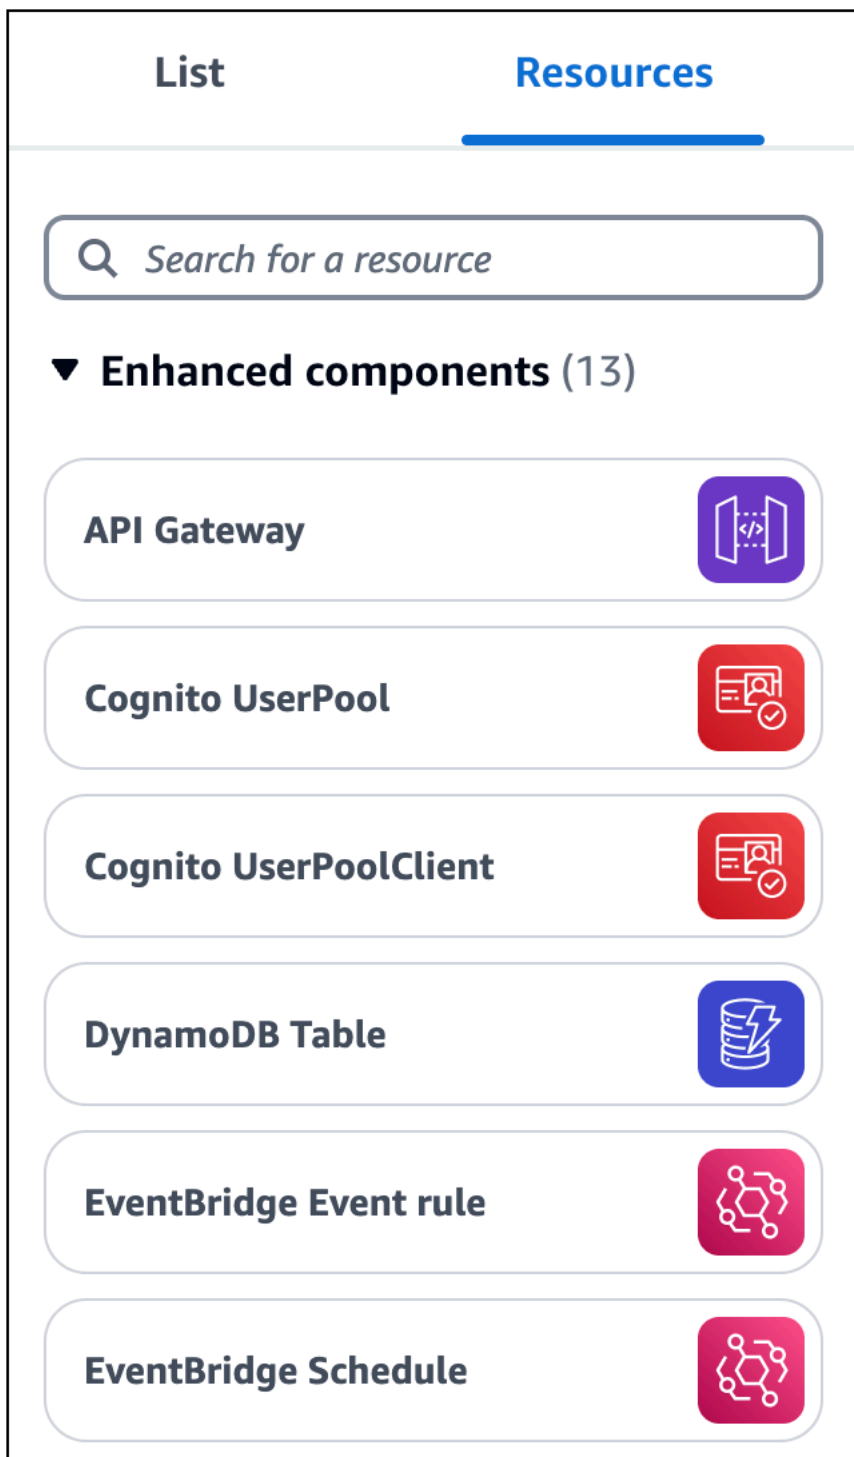 List
Resources
Search for a resource
Enhanced components (13)
API Gateway
</>
Cognito UserPool
Cognito UserPoolClient
DynamoDB Table
EventBridge Event rule
EventBridge Schedule